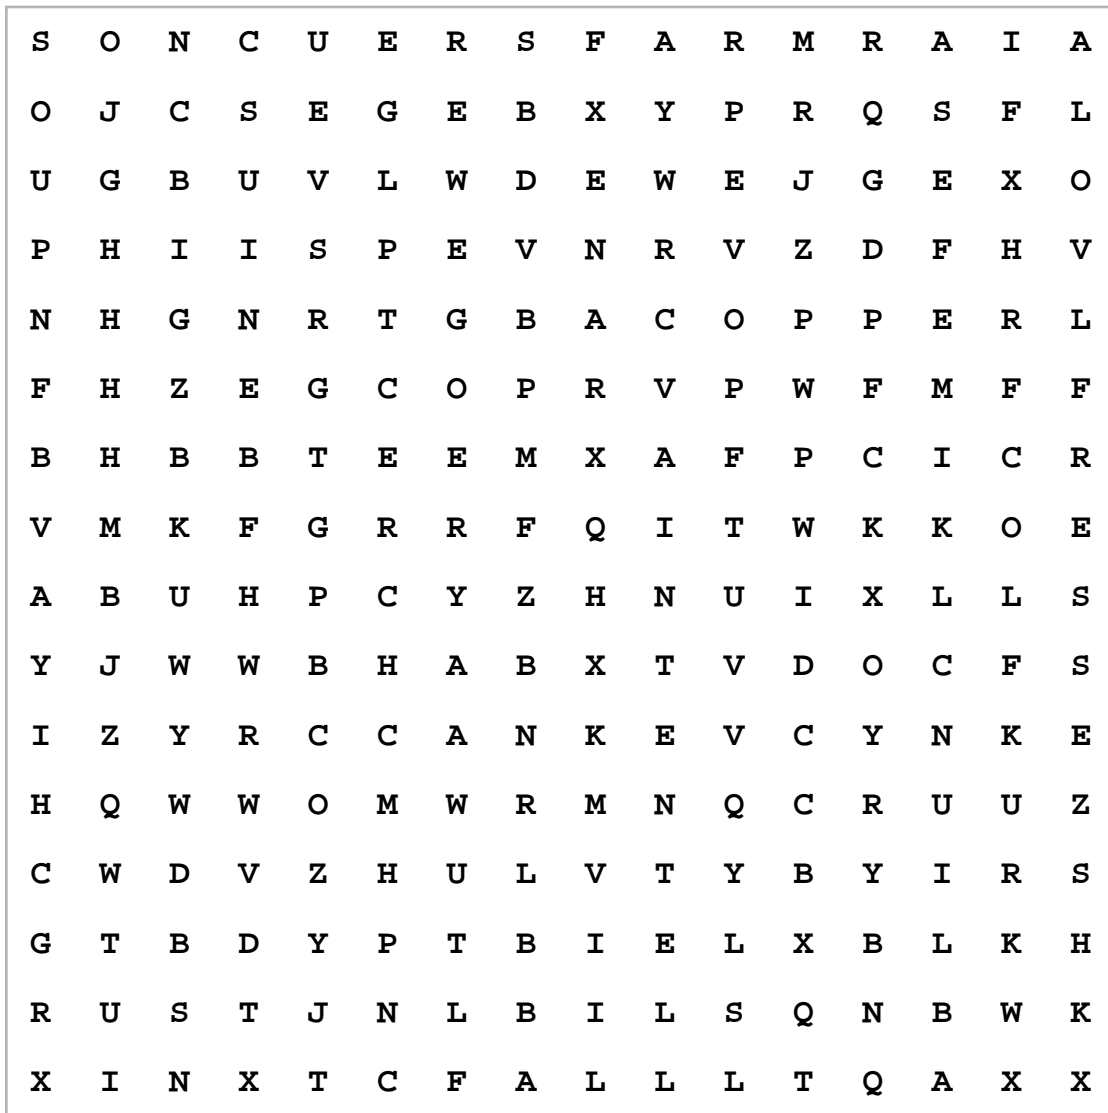 S O N C U E R S F A R M R A I A
O J C S E G E B X Y P R Q S F L
U G B U V L W D E W E J G E X O
P H I I S P E V N R V Z D F H V
N H G N R T G B A C O P P E R L
F H Z E G C O P R V P W F M F F
B H B B T E E M X A F P C I C R
V M K F G R R F Q I T W K K O E
A B U H P C Y Z H N U I X L L S
Y J W W B H A B X T V D O C F S
I Z Y R C C A N K E V C Y N K E
H Q W W O M W R M N Q C R U U Z
C W D V Z H U L V T Y B Y I R S
G T B D Y P T B I E L X B L K H
R U S T J N L B I L S Q N B W K
X I N X T C F A L L L T Q A X X